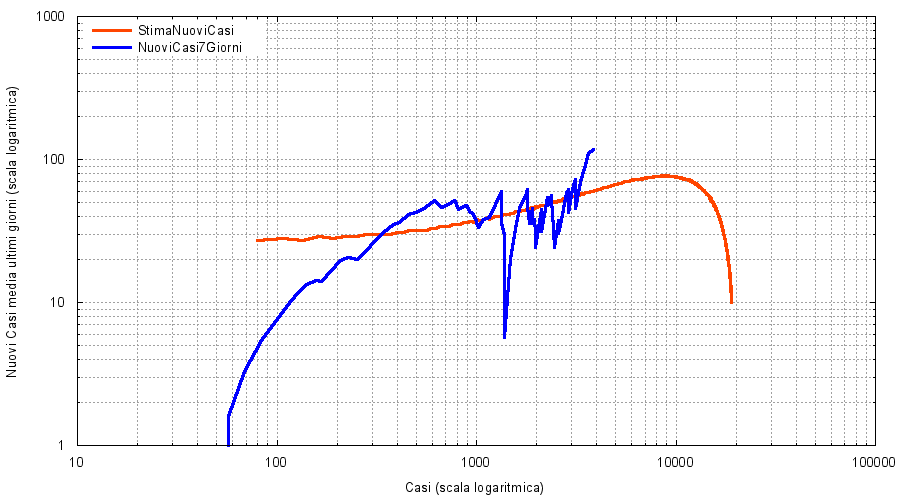 1000
100
10
1
StimaNuoviCasi
NuoviCasi7Giorni
Nuovi Casi media ultimi giorni (scala logaritmica)
10 100 1000 10000 100000
Casi (scala logaritmica)